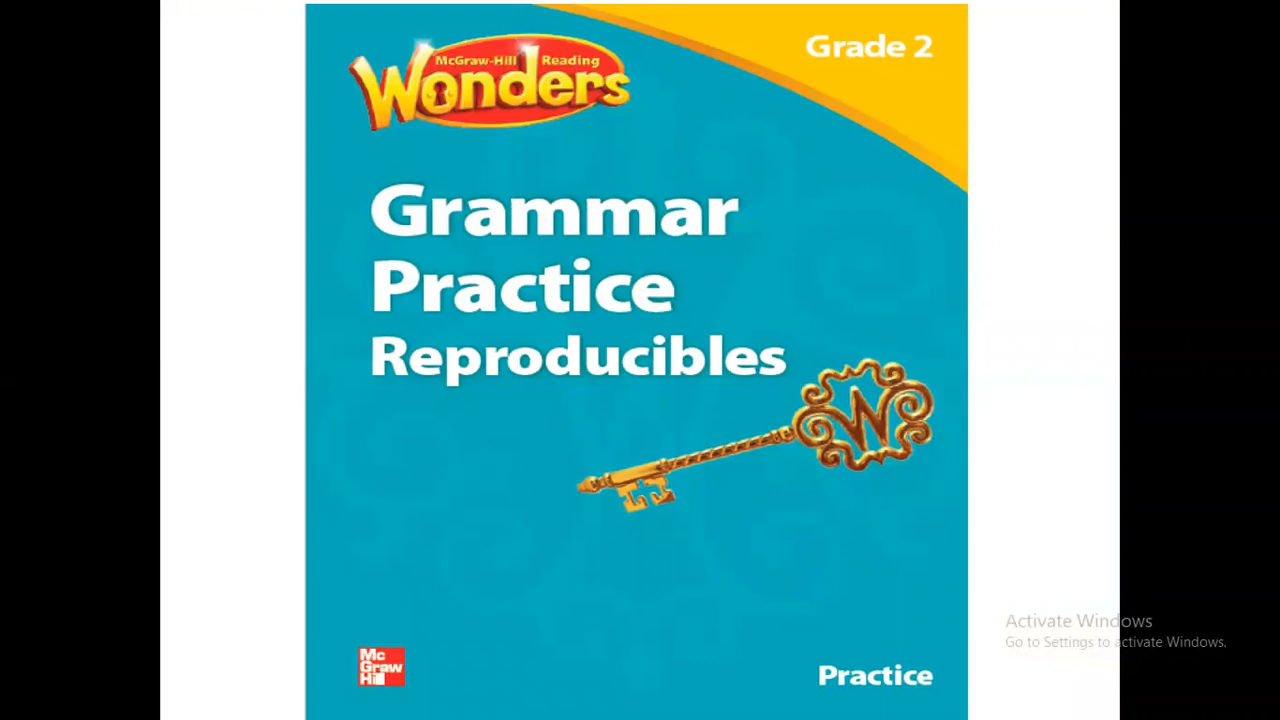 Grade 2
McGraw-Hill Reading
Wonders
Grammar
Practice
Reproducibles
W
Mc
Graw
Hill
Practice
Activate Windows
Go to Settings to activate Windows.